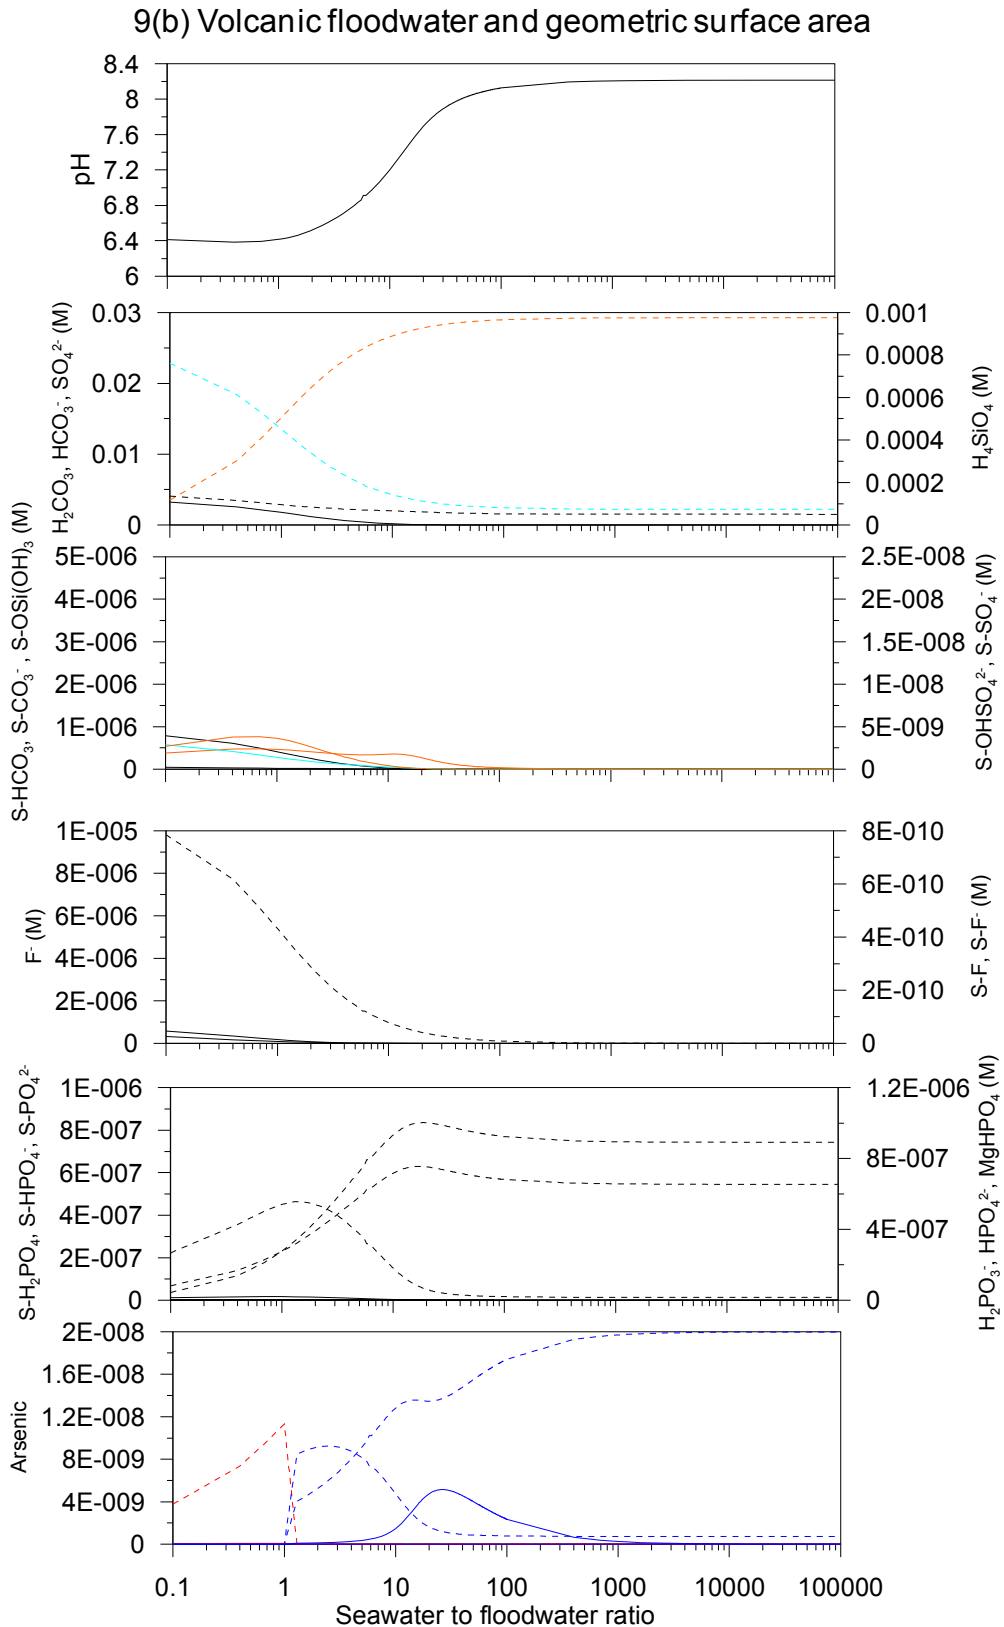 9(b) Volcanic floodwater and geometric surface area
8.4
8
7.6
7.2
6.8
6.4
6
pH
0.03
0.02
0.01
0
H₂CO₃, HCO₃⁻, SO₄²⁻ (M)
0.001
0.0008
0.0006
0.0004
0.0002
0
H₄SiO₄ (M)
5E-006
4E-006
3E-006
2E-006
1E-006
0
S-HCO₃, S-CO₃⁻, S-OSi(OH)₃ (M)
2.5E-008
2E-008
1.5E-008
1E-008
5E-009
0
S-OHSO₄²⁻, S-SO₄⁻ (M)
1E-005
8E-006
6E-006
4E-006
2E-006
0
F⁻ (M)
8E-010
6E-010
4E-010
2E-010
0
S-F, S-F⁻ (M)
1E-006
8E-007
6E-007
4E-007
2E-007
0
S-H₂PO₄, S-HPO₄⁻, S-PO₄²⁻
1.2E-006
8E-007
4E-007
0
H₂PO₃⁻, HPO₄²⁻, MgHPO₄ (M)
2E-008
1.6E-008
1.2E-008
8E-009
4E-009
0
Arsenic
0.1 1 10 100 1000 10000 100000
Seawater to floodwater ratio